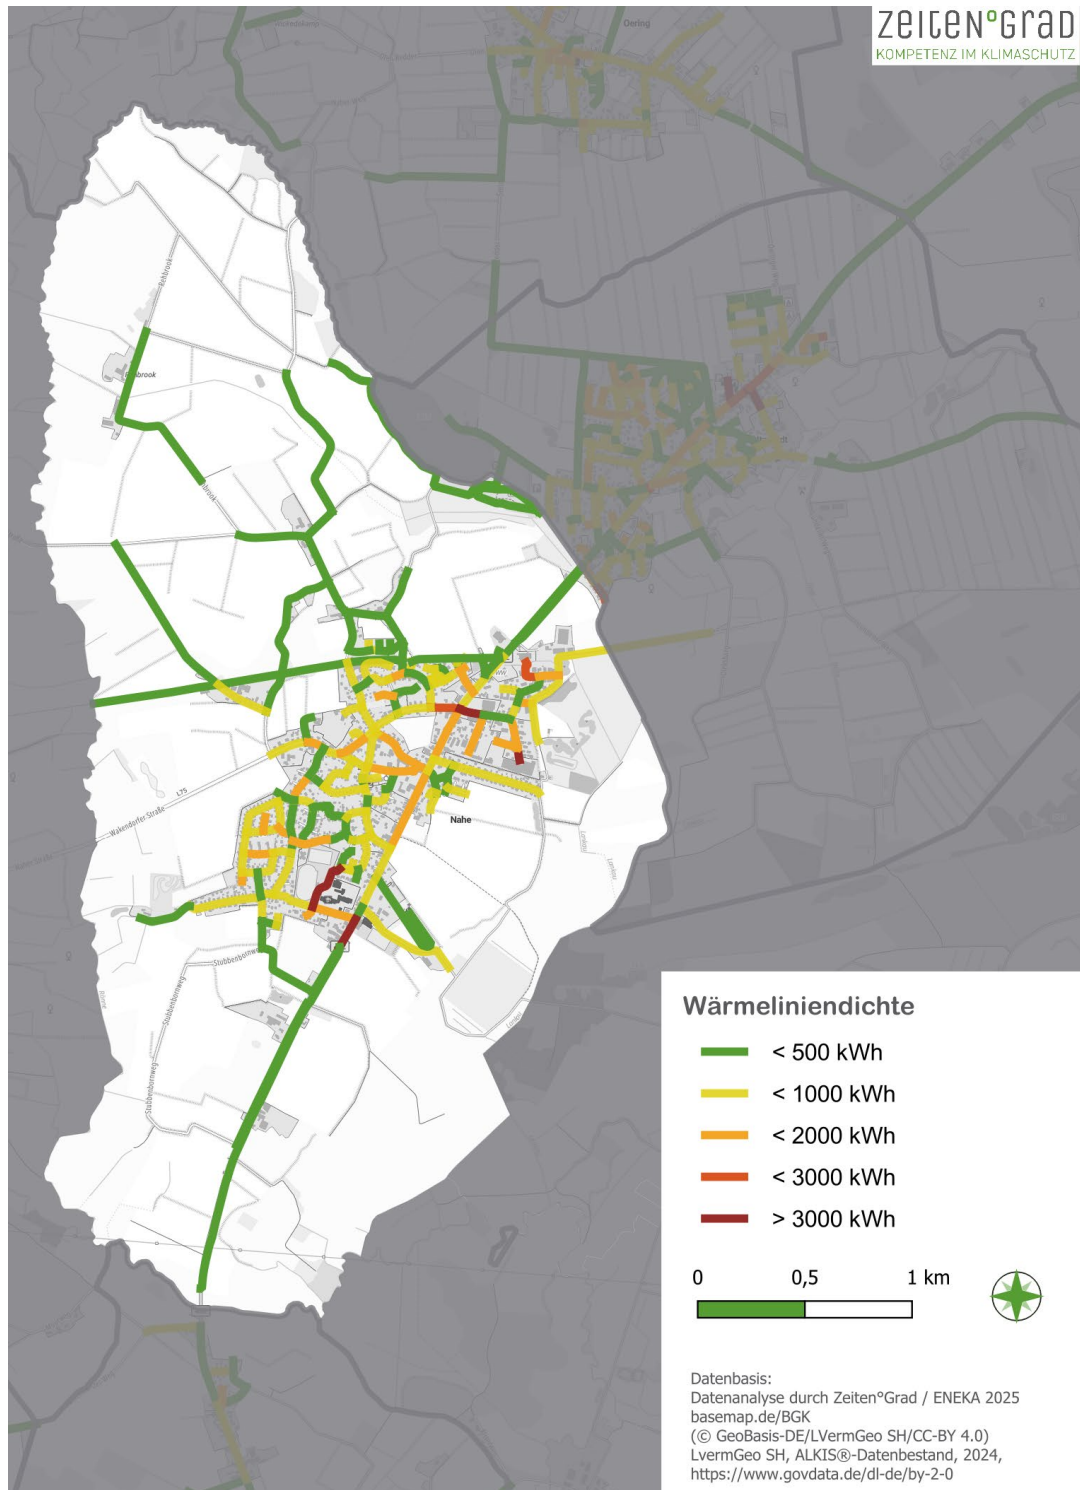 zeiten°grad
KOMPETENZ IM KLIMASCHUTZ
Oering
Rehbrook
L75
Wakendorfer Straße
Nahe
Stubbenbornweg
Stubbenbornweg
Stubbenbornweg
Wärmeliniendichte
< 500 kWh
< 1000 kWh
< 2000 kWh
< 3000 kWh
> 3000 kWh
0 0,5 1 km
Datenbasis:
Datenanalyse durch Zeiten°Grad / ENEKA 2025
basemap.de/BGK
(© GeoBasis-DE/LVermGeo SH/CC-BY 4.0)
LvermGeo SH, ALKIS®-Datenbestand, 2024,
https://www.govdata.de/dl-de/by-2-0